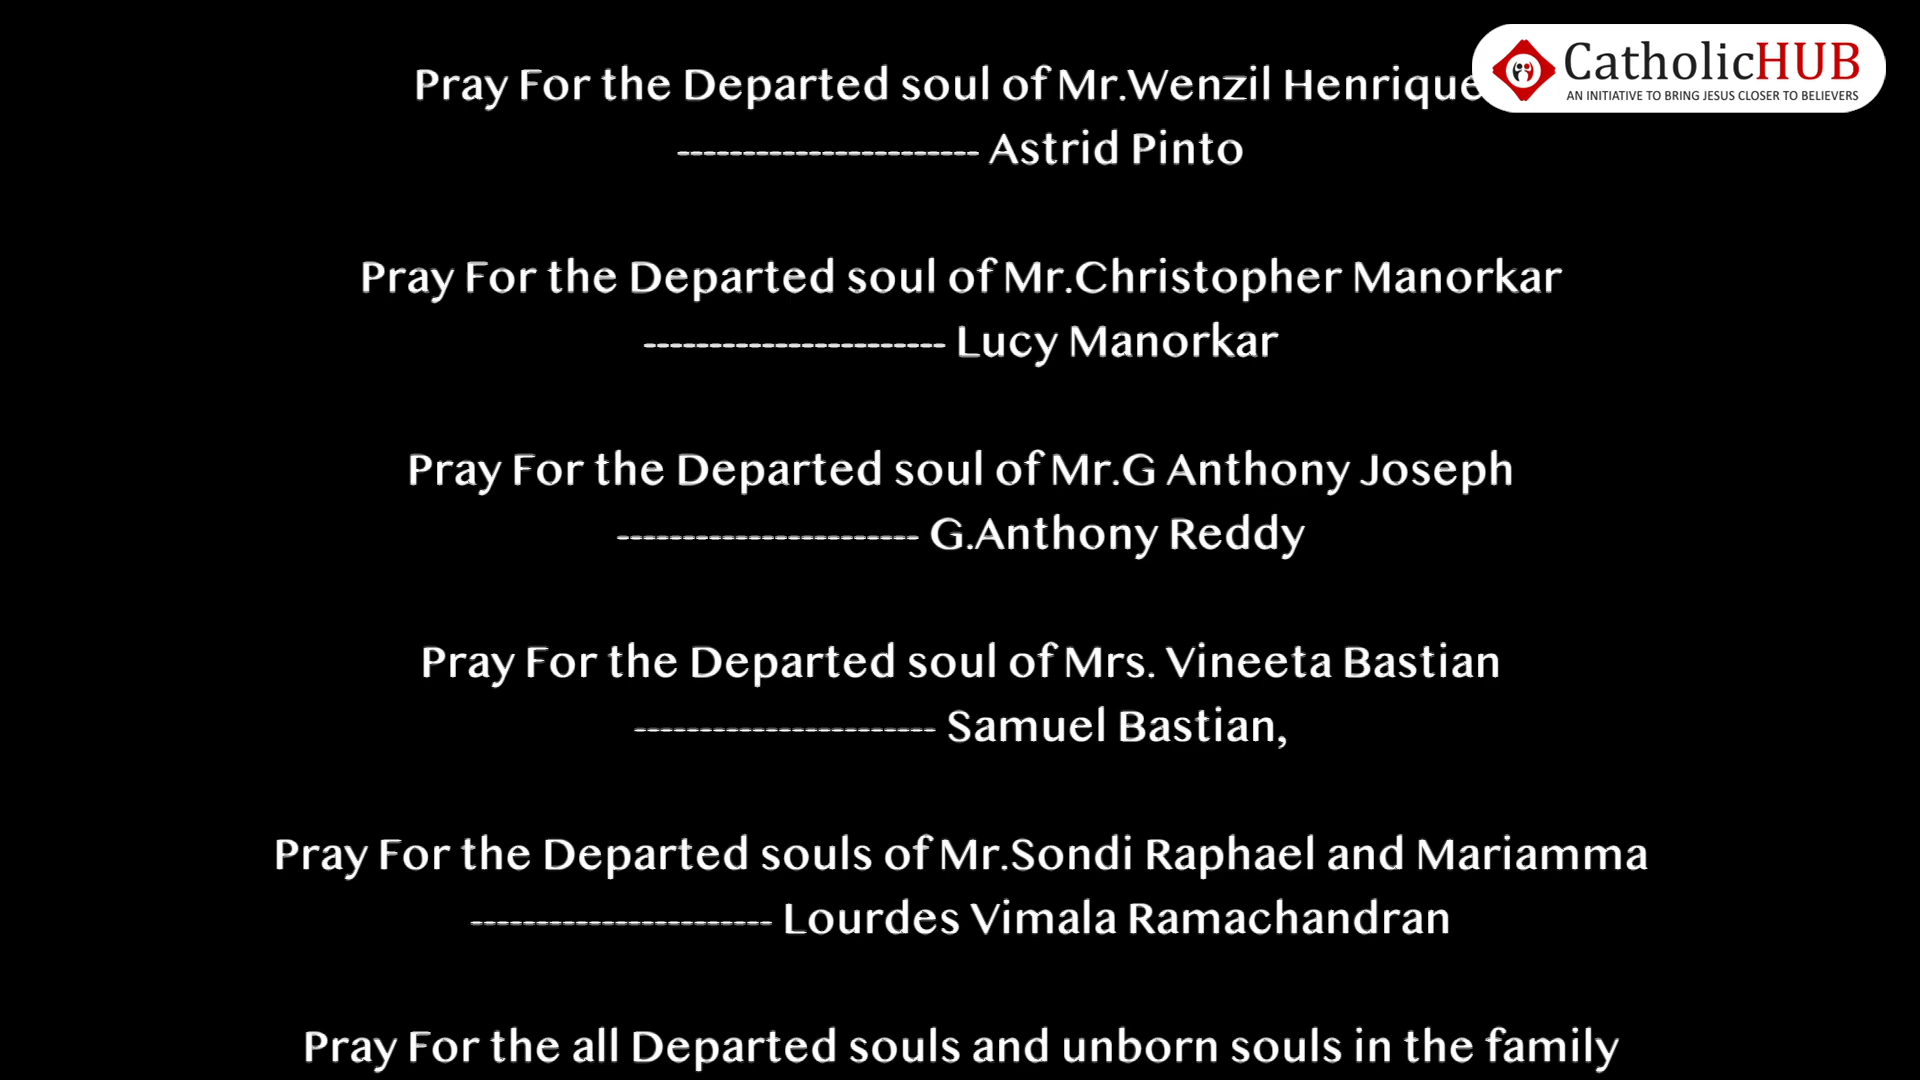 Pray For the Departed soul of Mr.Wenzil
CatholicHUB
AN INITIATIVE TO BRING JESUS CLOSER TO BELIEVERS
---------------------- Astrid Pinto
Pray For the Departed soul of Mr.Christopher Manorkar
---------------------- Lucy Manorkar
Pray For the Departed soul of Mr.G Anthony Joseph
---------------------- G.Anthony Reddy
Pray For the Departed soul of Mrs. Vineeta Bastian
---------------------- Samuel Bastian,
Pray For the Departed souls of Mr.Sondi Raphael and Mariamma
---------------------- Lourdes Vimala Ramachandran
Pray For the all Departed souls and unborn souls in the family